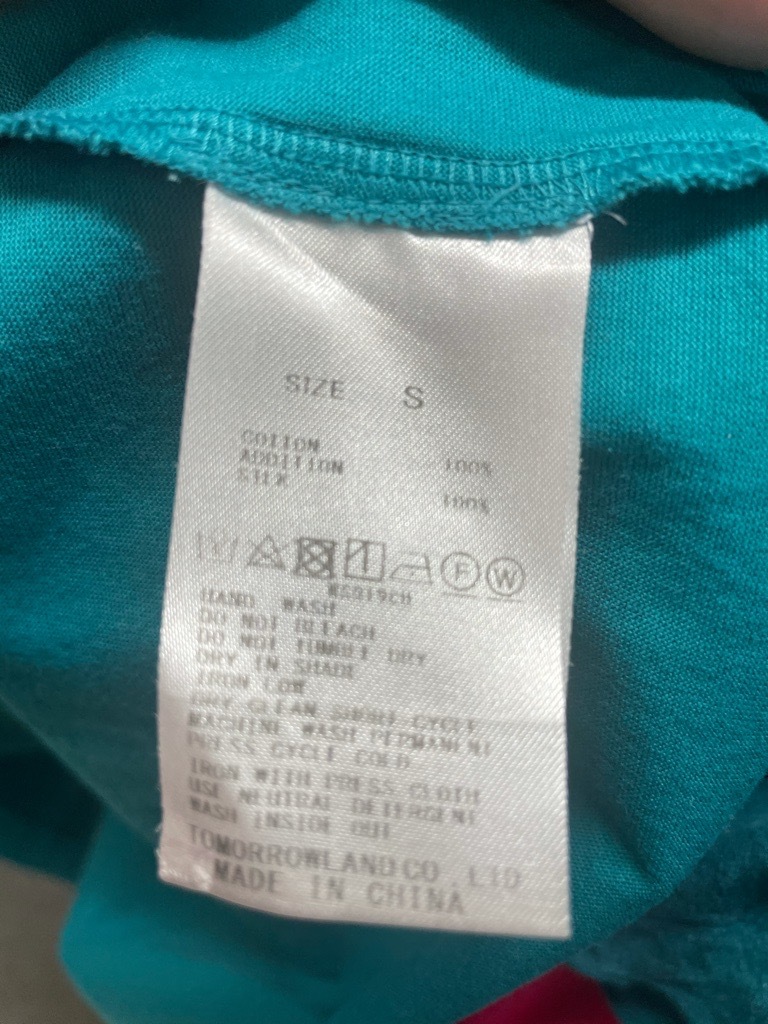 SIZE S
COTTON
ADDITION 100%
SILK
100%
F W
HAND WASH
DO NOT BLEACH
DO NOT TUMBLE DRY
DRY IN SHADE
IRON LOW
DRY CLEAN SHORT CYCLE
MACHINE WASH PERMANENT
PRESS CYCLE COLD
IRON WITH PRESS CLOTH
USE NEUTRAL DETERGENT
WASH INSIDE OUT
TOMORROWLAND CO LTD
MADE IN CHINA